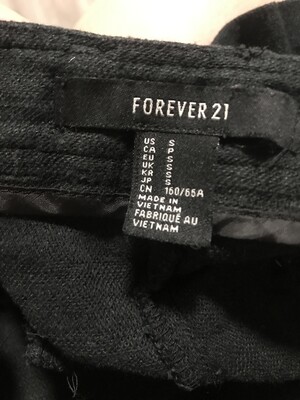 FOREVER 21
US S
CA P
EU S
UK S
KR S
JP S
CN 160/66A
MADE IN
VIETNAM
FABRIQUÉ AU
VIETNAM